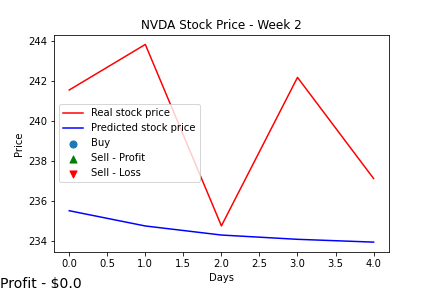 NVDA Stock Price - Week 2
244
242
240
238
236
234
Price
Real stock price
Predicted stock price
Buy
Sell - Profit
Sell - Loss
0.0 0.5 1.0 1.5 2.0 2.5 3.0 3.5 4.0
Days
Profit - $0.0